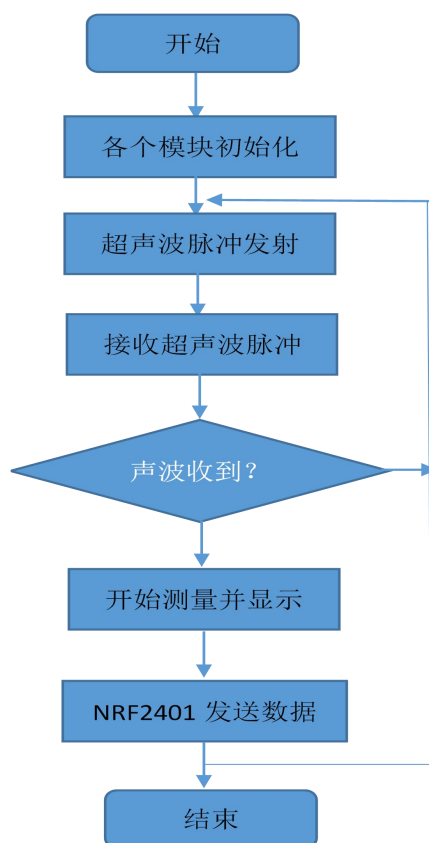 开始
各个模块初始化
超声波脉冲发射
接收超声波脉冲
声波收到？
开始测量并显示
NRF2401 发送数据
结束